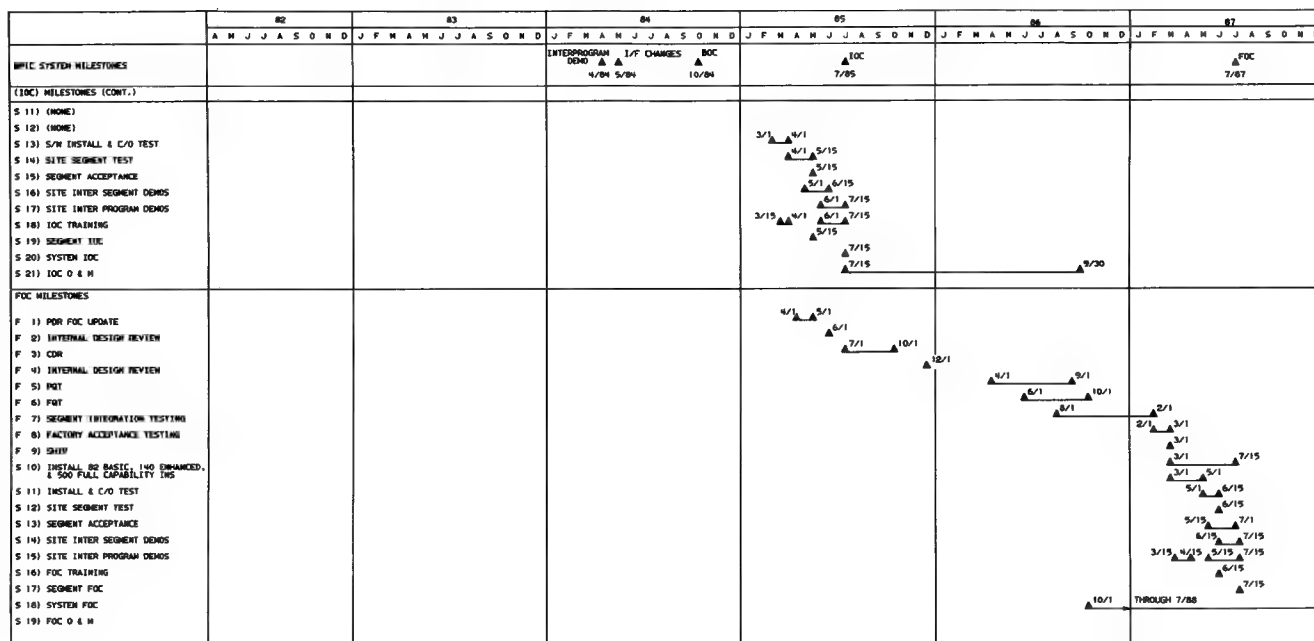 82 83 84 85 86 87
A M J J A S O N D J F M A M J J A S O N D J F M A M J J A S O N D J F M A M J J A S O N D J F M A M J J A S O N D J F M A M J J A S O N D
SYSTEM MILESTONES
INTERPROGRAM DEMO 4/84
I/F CHANGES 5/84
BOC 10/84
IOC 7/85
FOC 7/87
(IOC) MILESTONES (CONT.)
S 11) (NONE)
S 12) (NONE)
S 13) S/W INSTALL & C/O TEST 3/1 4/1
S 14) SITE SEGMENT TEST 4/1 5/15
S 15) SEGMENT ACCEPTANCE 5/15
S 16) SITE INTER SEGMENT DEMOS 5/1 6/15
S 17) SITE INTER PROGRAM DEMOS 6/1 7/15
S 18) IOC TRAINING 3/15 4/1 6/1 7/15
S 19) SEGMENT IOC 5/15
S 20) SYSTEM IOC 7/15
S 21) IOC O & M 7/15 9/30
FOC MILESTONES
F 1) PDR FOC UPDATE 4/1 5/1
F 2) INTERNAL DESIGN REVIEW 6/1
F 3) CDR 7/1 10/1
F 4) INTERNAL DESIGN REVIEW 12/1
F 5) PQT 4/1 9/1
F 6) FQT 6/1 10/1
F 7) SEGMENT INTEGRATION TESTING 8/1 2/1
F 8) FACTORY ACCEPTANCE TESTING 2/1 3/1
F 9) SHIP 3/1
S 10) INSTALL 82 BASIC, 140 ENHANCED, 3/1 7/15
& 500 FULL CAPABILITY INS 3/1 5/1
S 11) INSTALL & C/O TEST 5/1 6/15
S 12) SITE SEGMENT TEST 6/15
S 13) SEGMENT ACCEPTANCE 5/15 7/1
S 14) SITE INTER SEGMENT DEMOS 6/15 7/15
S 15) SITE INTER PROGRAM DEMOS 3/15 4/15 5/15 7/15
S 16) FOC TRAINING 6/15
S 17) SEGMENT FOC 7/15
S 18) SYSTEM FOC 10/1 THROUGH 7/88
S 19) FOC O & M